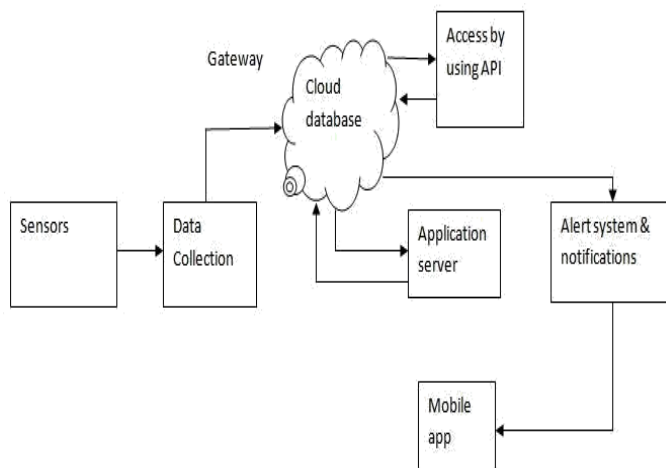 Gateway
Cloud
database
Access by
using API
Sensors
Data
Collection
Application
server
Alert system &
notifications
Mobile
app